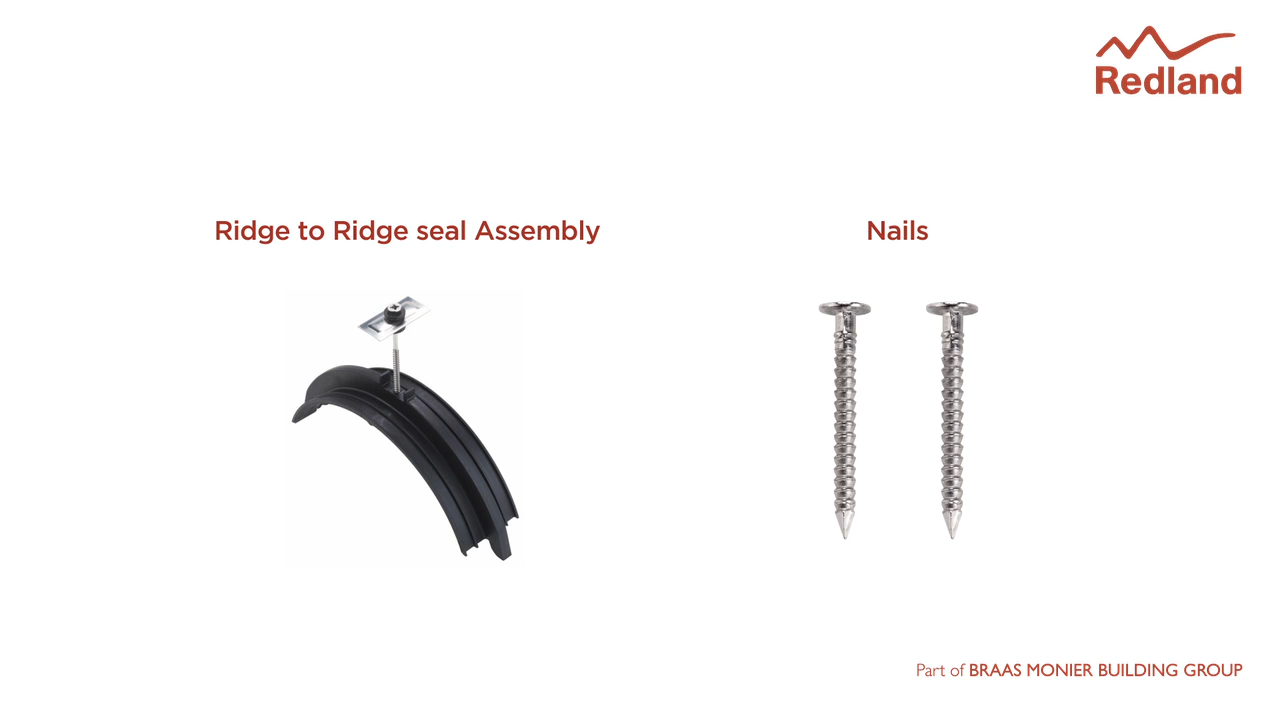 Redland
Ridge to Ridge seal Assembly
Nails
Part of BRAAS MONIER BUILDING GROUP